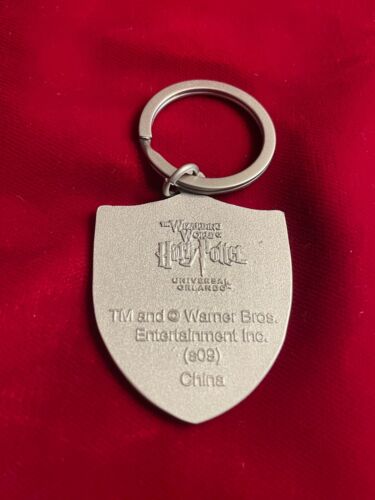 THE WIZARDING
WORLD OF
Harry Potter
UNIVERSAL
ORLANDO
TM and © Warner Bros.
Entertainment Inc.
(s09)
China